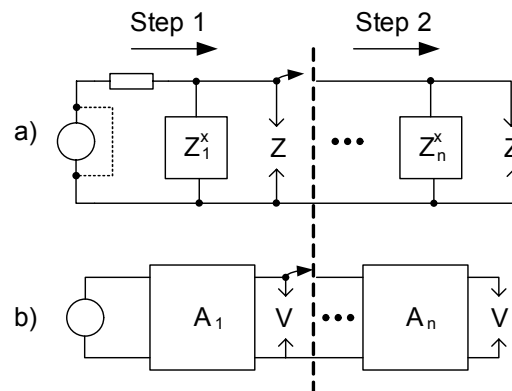 Step 1 Step 2
a) Z₁ˣ Z ••• Zₙˣ Z
b) A₁ V ••• Aₙ V